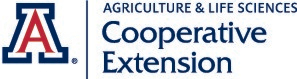 A®
AGRICULTURE & LIFE SCIENCES
Cooperative
Extension